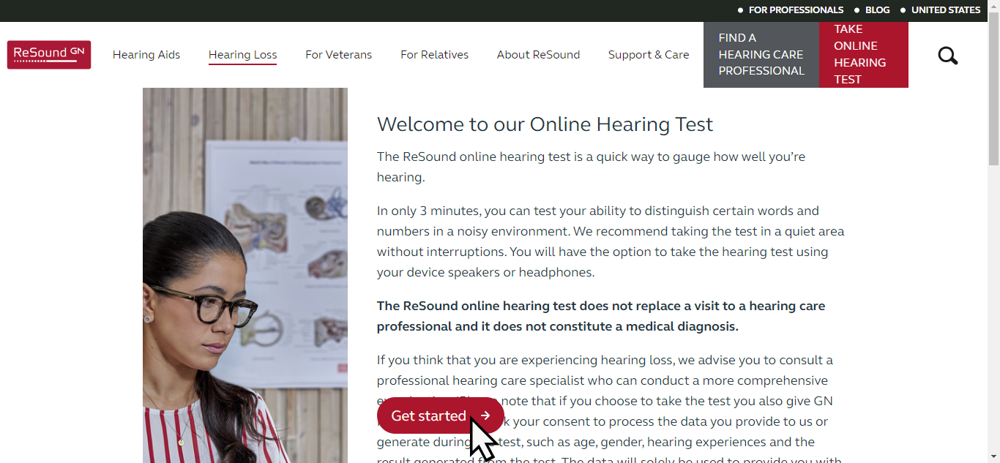 FOR PROFESSIONALS BLOG UNITED STATES
ReSound GN
Hearing Aids Hearing Loss For Veterans For Relatives About ReSound Support & Care
FIND A
HEARING CARE
PROFESSIONAL
TAKE
ONLINE
HEARING
TEST
Welcome to our Online Hearing Test
The ReSound online hearing test is a quick way to gauge how well you’re
hearing.
In only 3 minutes, you can test your ability to distinguish certain words and
numbers in a noisy environment. We recommend taking the test in a quiet area
without interruptions. You will have the option to take the hearing test using
your device speakers or headphones.
The ReSound online hearing test does not replace a visit to a hearing care
professional and it does not constitute a medical diagnosis.
If you think that you are experiencing hearing loss, we advise you to consult a
professional hearing care specialist who can conduct a more comprehensive
note that if you choose to take the test you also give GN
Get started
your consent to process the data you provide to us or
generate during test, such as age, gender, hearing experiences and the
result generated from the test. The data will solely be used to provide you with